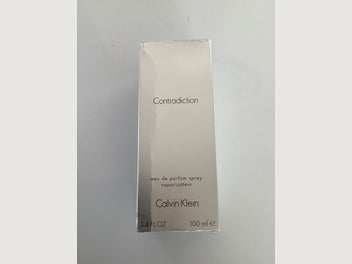 Contradiction
eau de parfum spray
vaporisateur
Calvin Klein
3.4 FL OZ 100 ml ℮